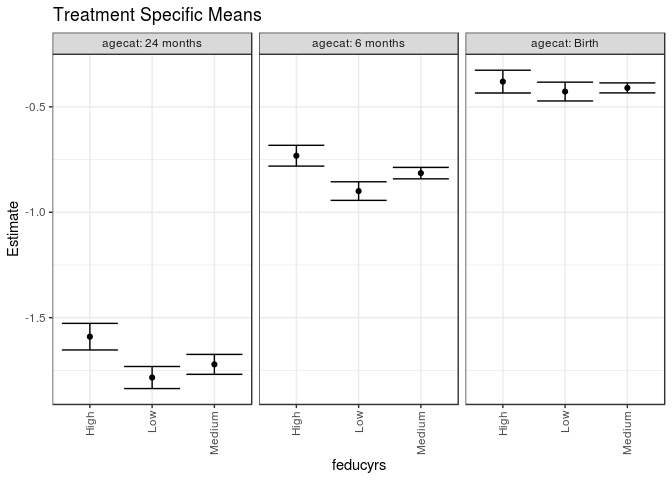 Treatment Specific Means
agecat: 24 months
agecat: 6 months
agecat: Birth
Estimate
-0.5
-1.0
-1.5
High
Low
Medium
High
Low
Medium
High
Low
Medium
feducyrs